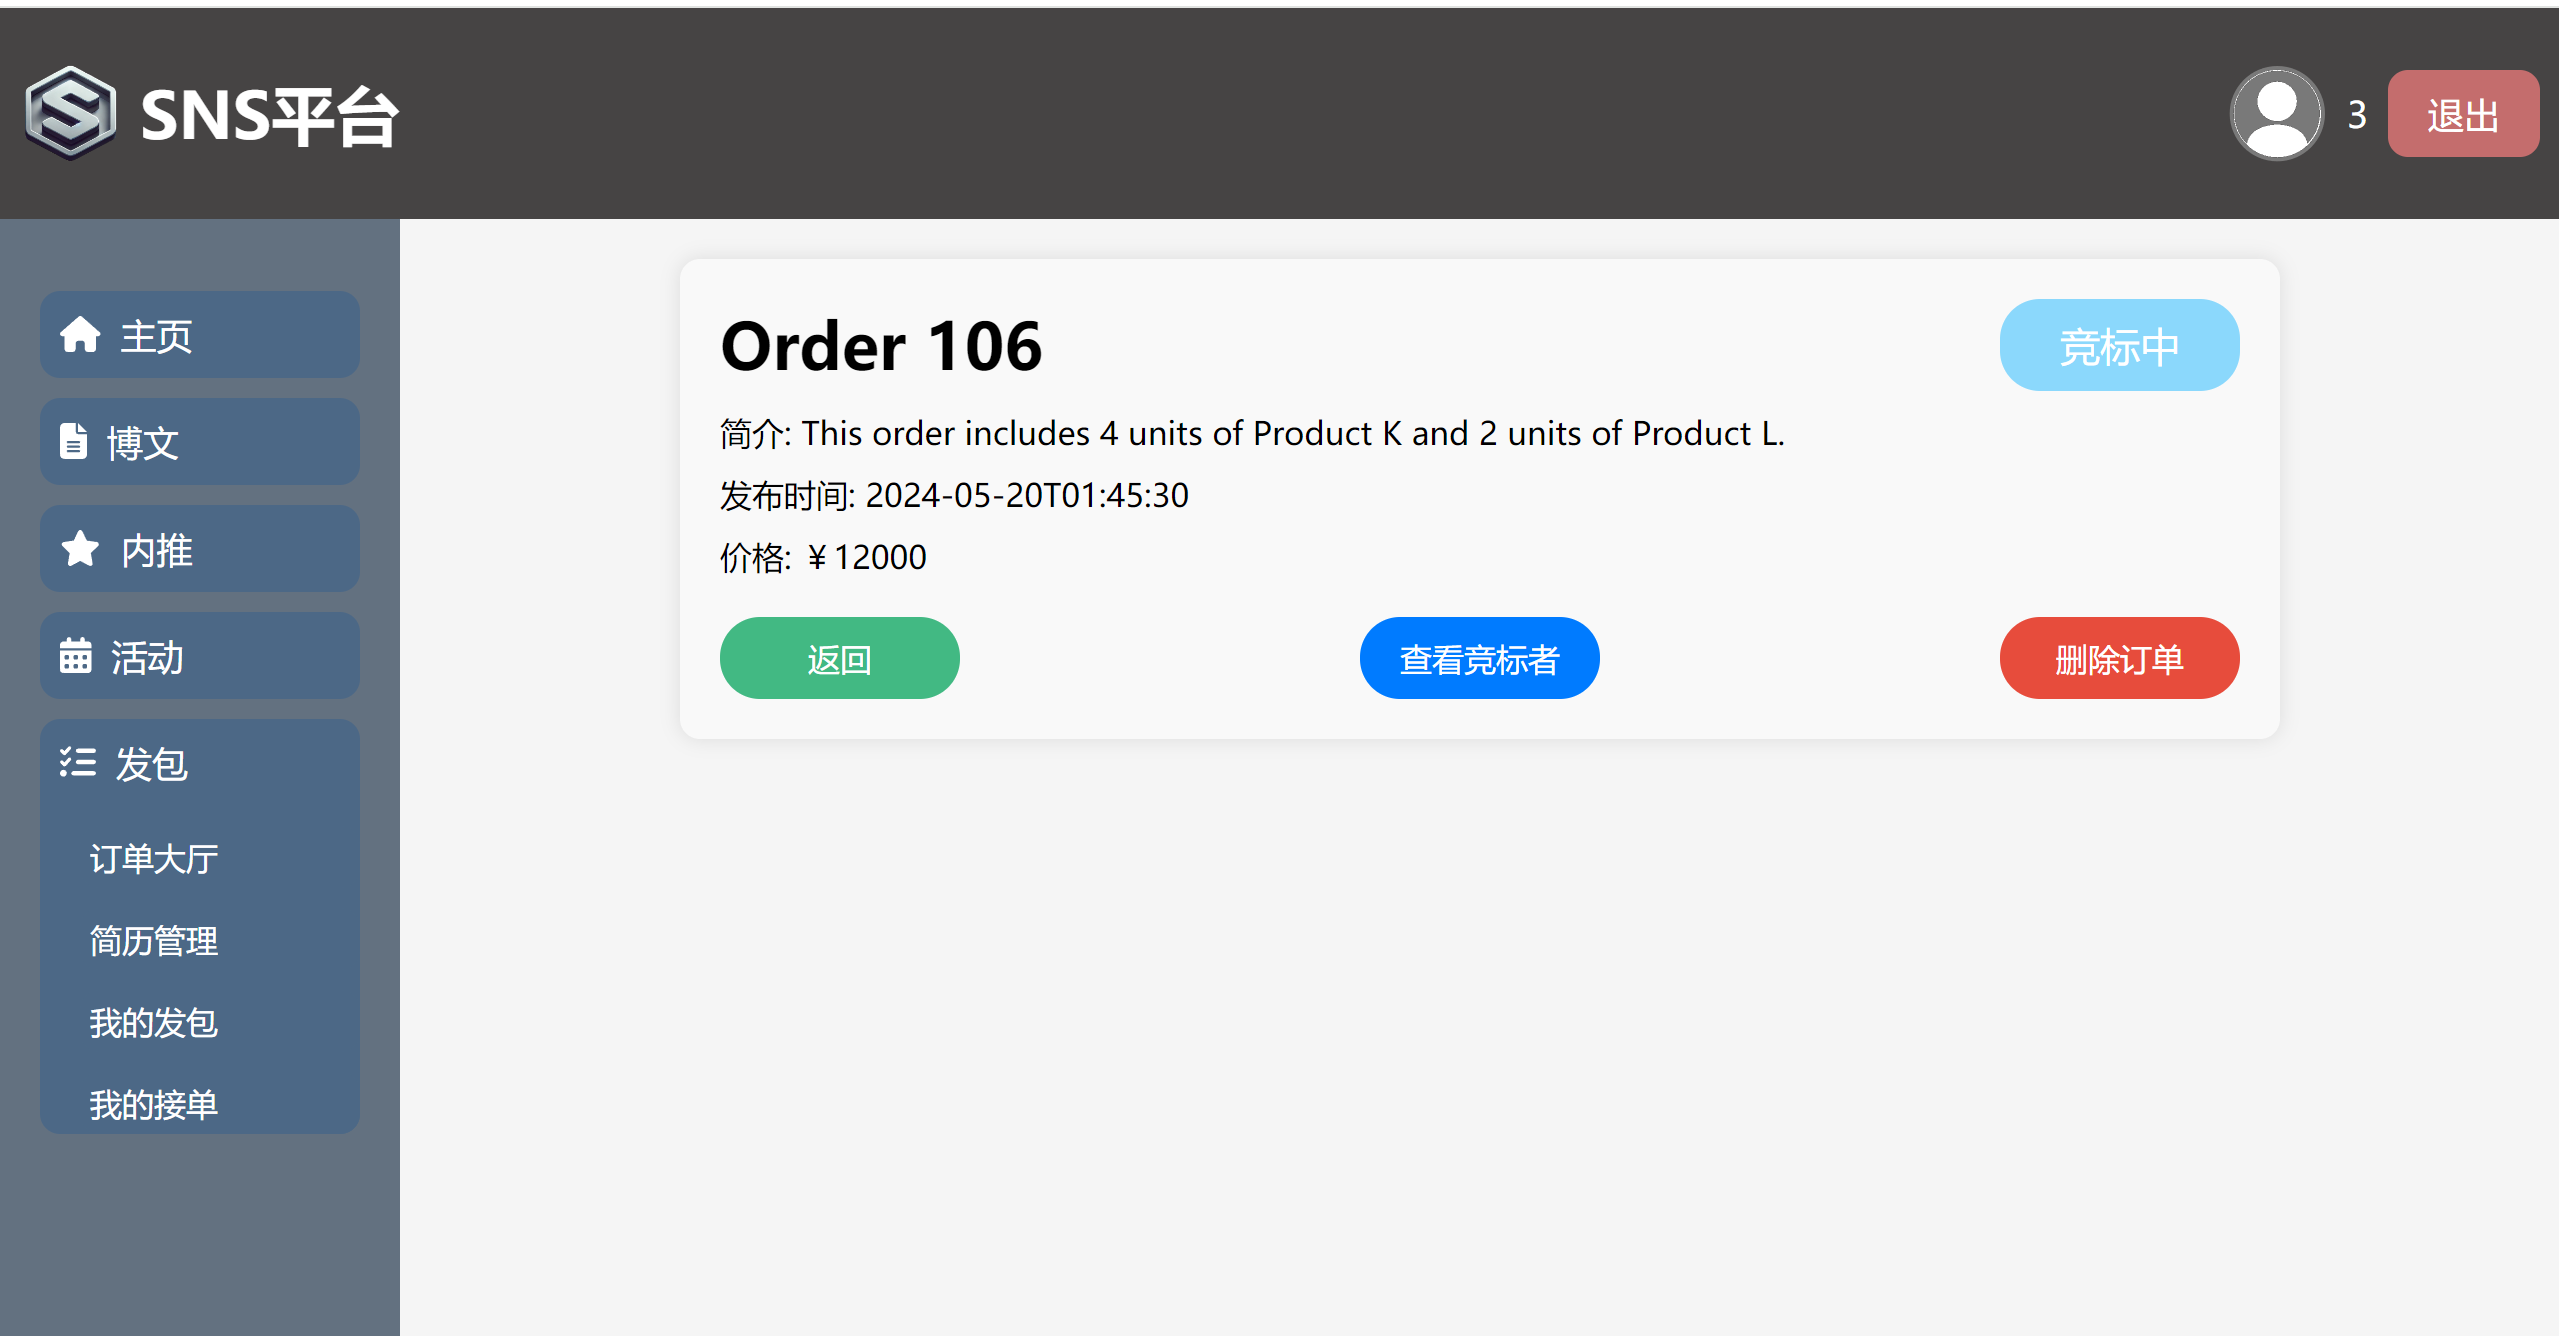 SNS平台
3
退出
主页
博文
内推
活动
发包
订单大厅
简历管理
我的发包
我的接单
Order 106
竞标中
简介: This order includes 4 units of Product K and 2 units of Product L.
发布时间: 2024-05-20T01:45:30
价格: ￥12000
返回
查看竞标者
删除订单